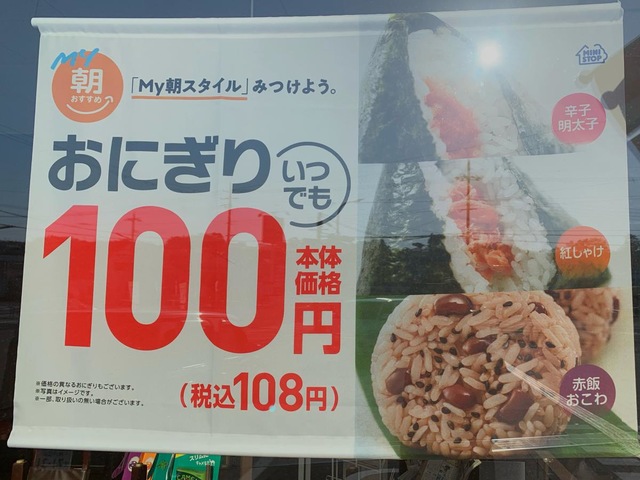 My
朝
おすすめ
「My朝スタイル」みつけよう。
MINI
STOP
辛子
明太子
おにぎり
いつ
でも
100
本体
価格
円
紅しゃけ
(税込108円)
赤飯
おこわ
※価格の異なるおにぎりもございます。
※写真はイメージです。
※一部、取り扱いの無い場合がございます。
スリム